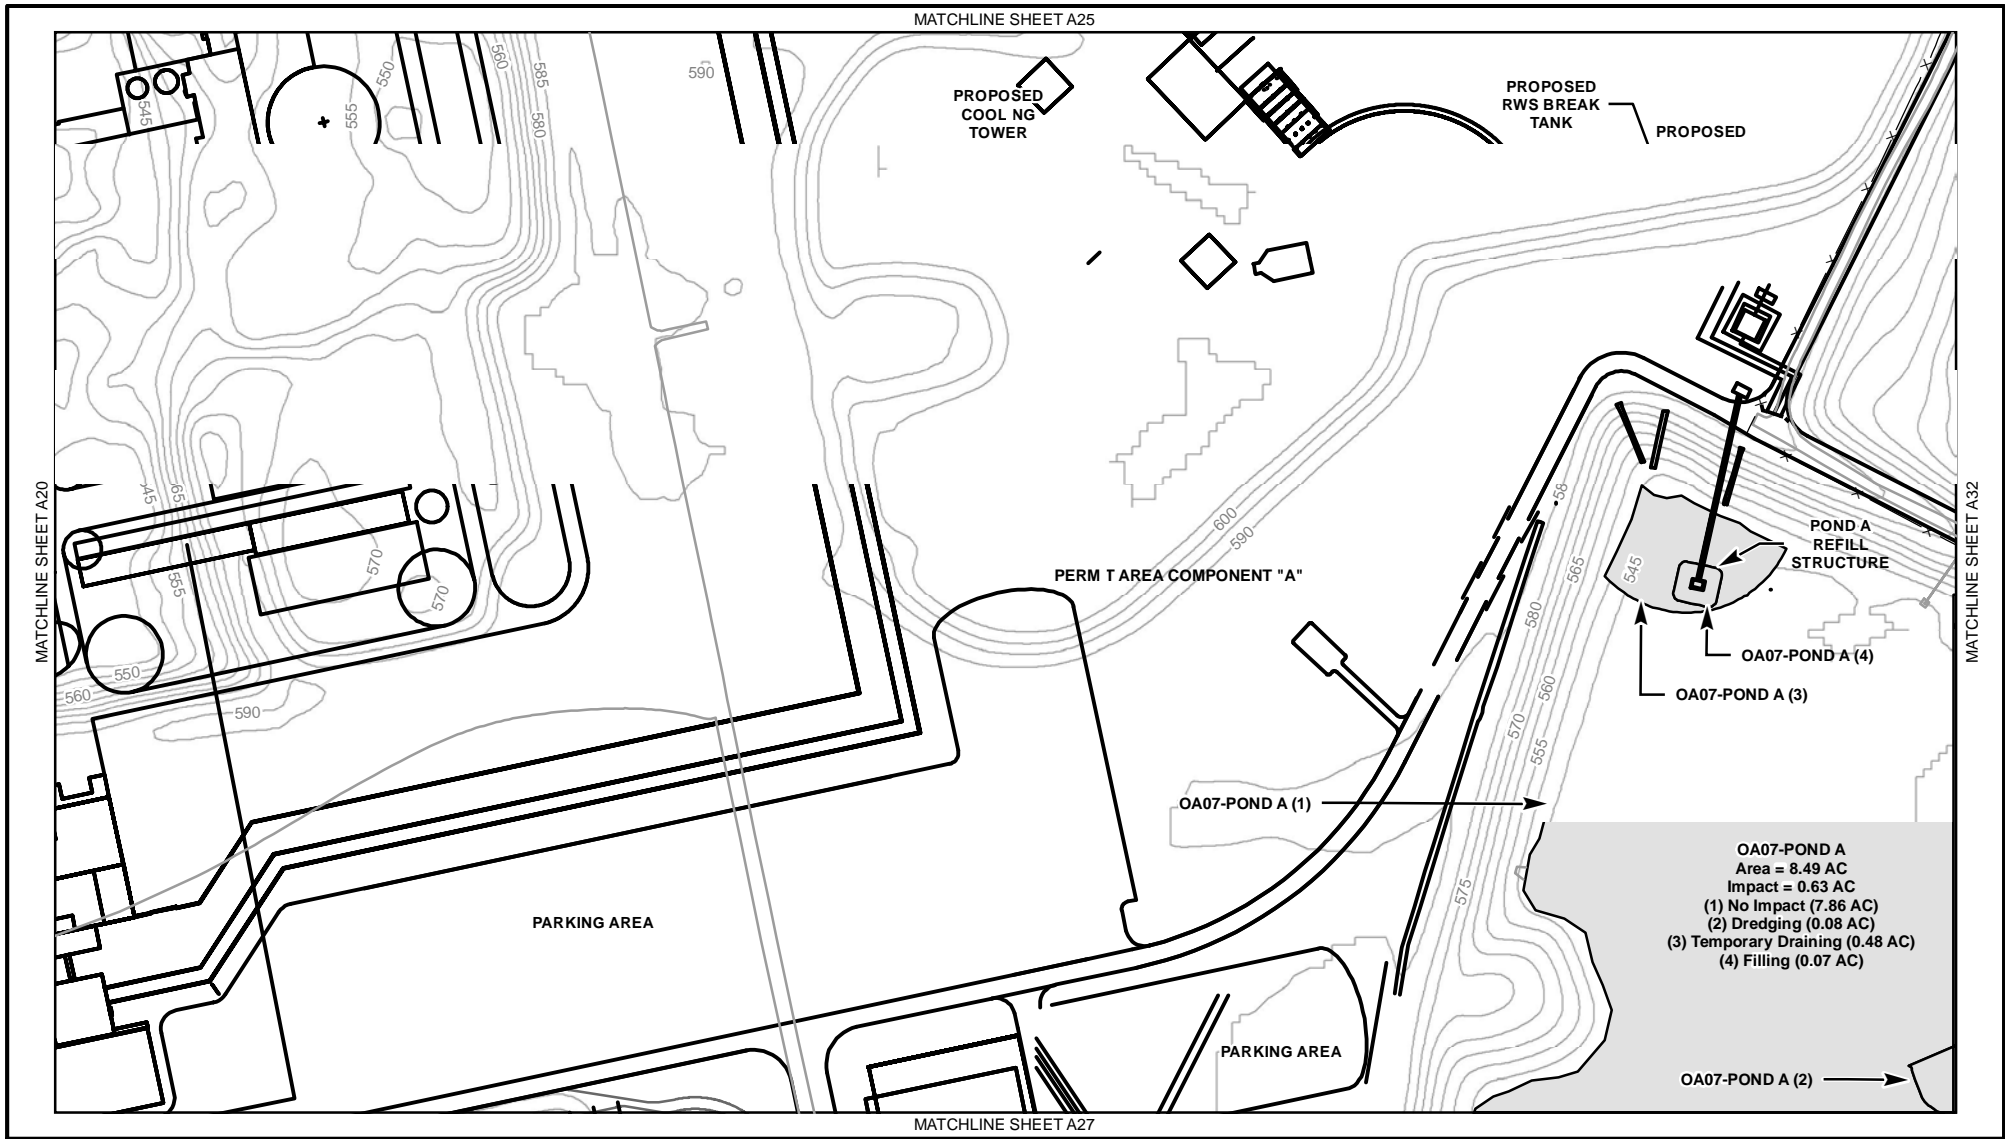 MATCHLINE SHEET A25
560
585
580
550
555
545
590
PROPOSED
COOL NG
TOWER
PROPOSED
RWS BREAK
TANK
PROPOSED
MATCHLINE SHEET A20
MATCHLINE SHEET A32
45
65
555
570
570
550
560
590
600
590
PERM T AREA COMPONENT "A"
58
565
545
580
560
570
555
575
POND A
REFILL
STRUCTURE
OA07-POND A (4)
OA07-POND A (3)
OA07-POND A (1)
OA07-POND A
Area = 8.49 AC
Impact = 0.63 AC
(1) No Impact (7.86 AC)
(2) Dredging (0.08 AC)
(3) Temporary Draining (0.48 AC)
(4) Filling (0.07 AC)
PARKING AREA
PARKING AREA
OA07-POND A (2)
MATCHLINE SHEET A27